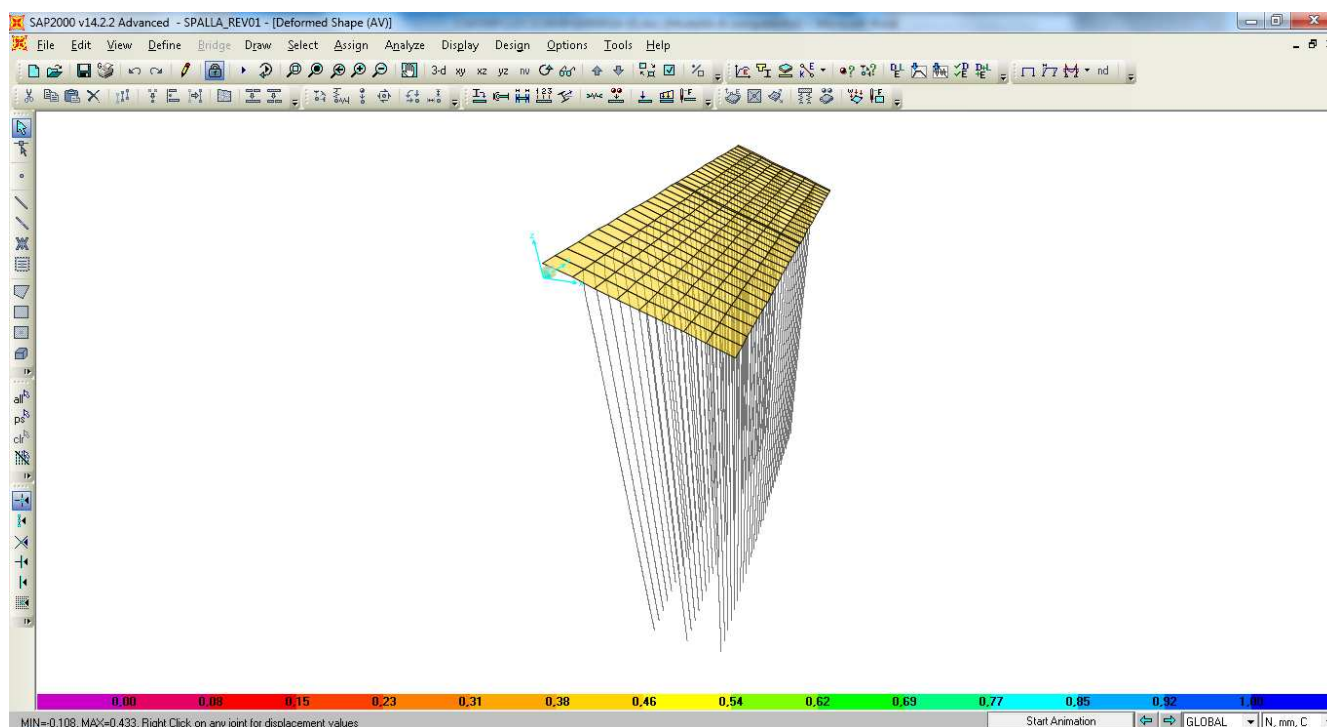 SAP2000 v14.2.2 Advanced - SPALLA_REV01 - [Deformed Shape (AV)]
File Edit View Define Bridge Draw Select Assign Analyze Display Design Options Tools Help
3-d xy xz yz nv
nd
all
ps
clr
0,00 0,08 0,15 0,23 0,31 0,38 0,46 0,54 0,62 0,69 0,77 0,85 0,92 1,00
MIN=-0.108, MAX=0.433, Right Click on any joint for displacement values
Start Animation
GLOBAL
N, mm, C